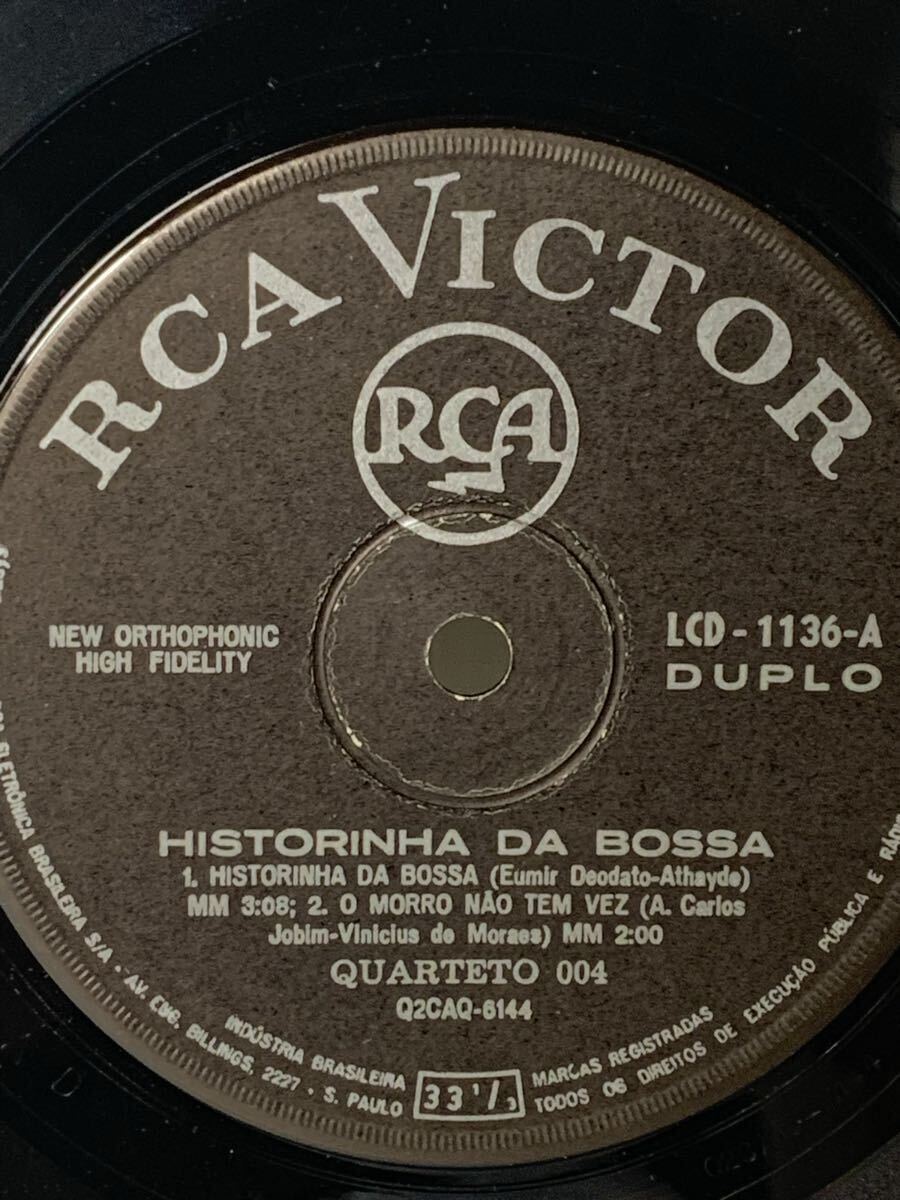 RCA VICTOR
RCA
NEW ORTHOPHONIC
HIGH FIDELITY
LCD - 1136-A
DUPLO
HISTORINHA DA BOSSA
1. HISTORINHA DA BOSSA (Eumir Deodato-Athayde)
MM 3:08; 2. O MORRO NÃO TEM VEZ (A. Carlos
Jobim-Vinicius de Moraes) MM 2:00
QUARTETO 004
Q2CAQ-6144
ELETRÔNICA BRASILEIRA S/A • AV. ENG. BILLINGS, 2227 • S. PAULO
INDÚSTRIA BRASILEIRA
33 1/3
MARCAS REGISTRADAS
TODOS OS DIREITOS DE EXECUÇÃO PÚBLICA E